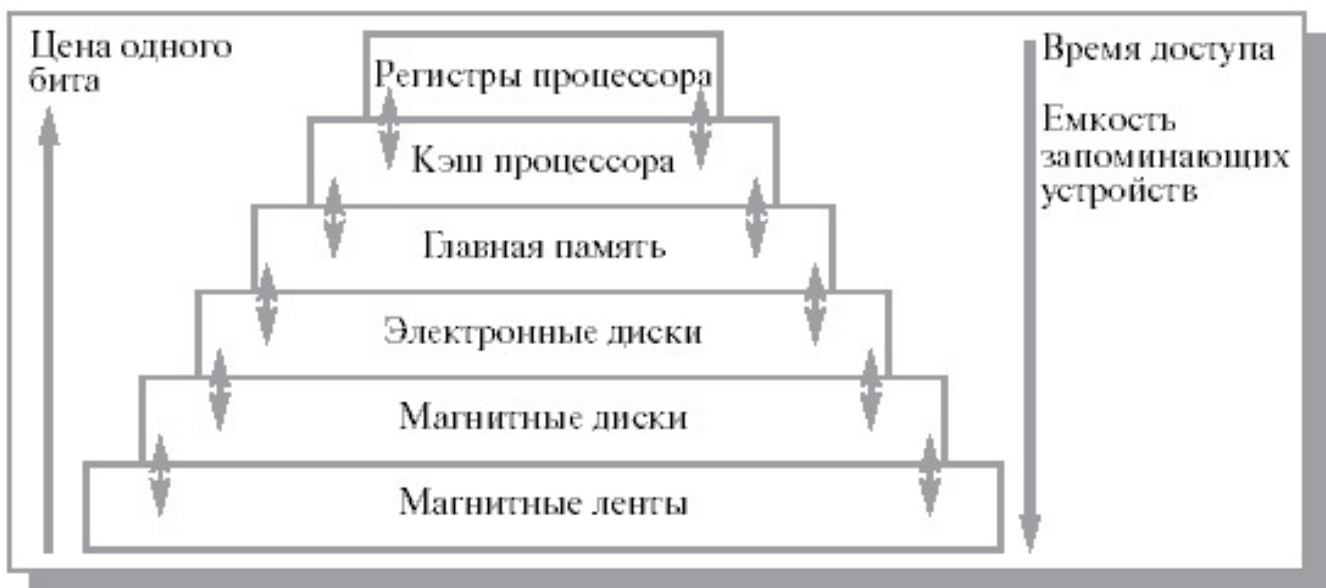 Цена одного
бита
Регистры процессора
Время доступа
Кэш процессора
Емкость
запоминающих
устройств
Главная память
Электронные диски
Магнитные диски
Магнитные ленты